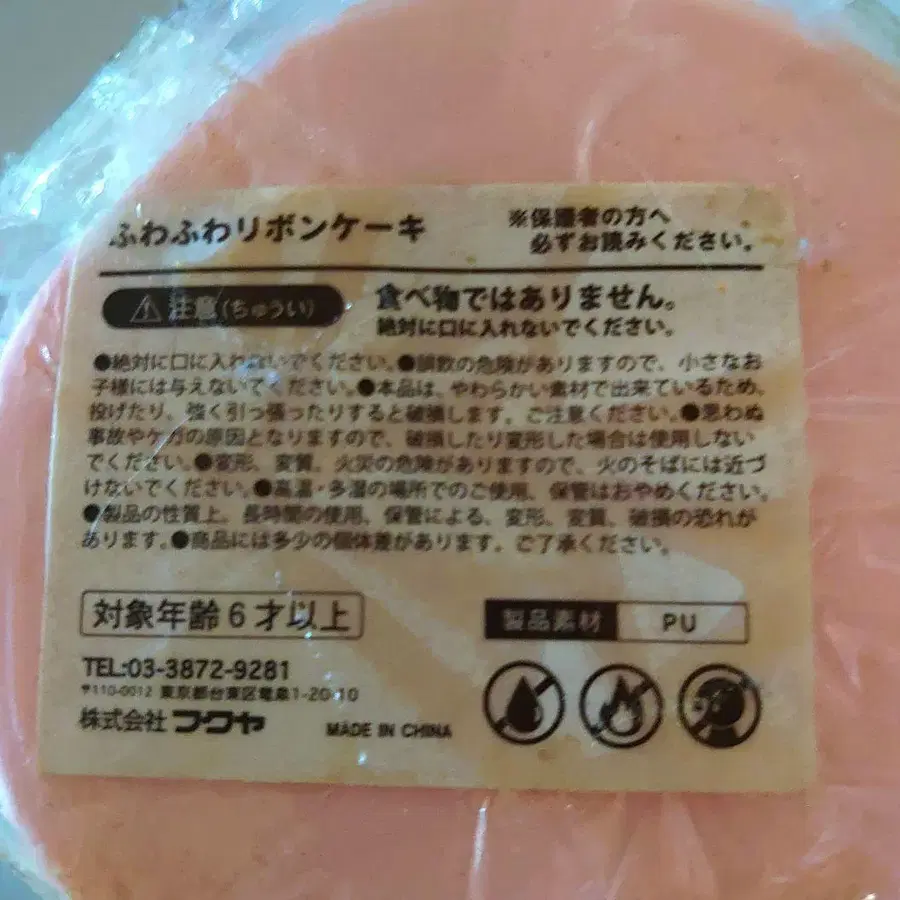 ふわふわリボンケーキ
※保護者の方へ
必ずお読みください。
注意(ちゅうい)
食べ物ではありません。
絶対に口に入れないでください。
●絶対に口に入れないでください。●誤飲の危険がありますので、小さなお
子様には与えないでください。●本品は、やわらかい素材で出来ているため、
投げたり、強く引っ張ったりすると破損します。ご注意ください。●思わぬ
事故やケガの原因となりますので、破損したり変形した場合は使用しない
でください。●変形、変質、火災の危険がありますので、火のそばには近づ
けないでください。●高温・多湿の場所でのご使用、保管はおやめください。
●製品の性質上、長時間の使用、保管による、変形、変質、破損の恐れが
あります。●商品には多少の個体差があります。ご了承ください。
対象年齢6才以上
製品素材 PU
TEL:03-3872-9281
〒110-0012 東京都台東区竜泉1-20-10
株式会社 フクヤ
MADE IN CHINA